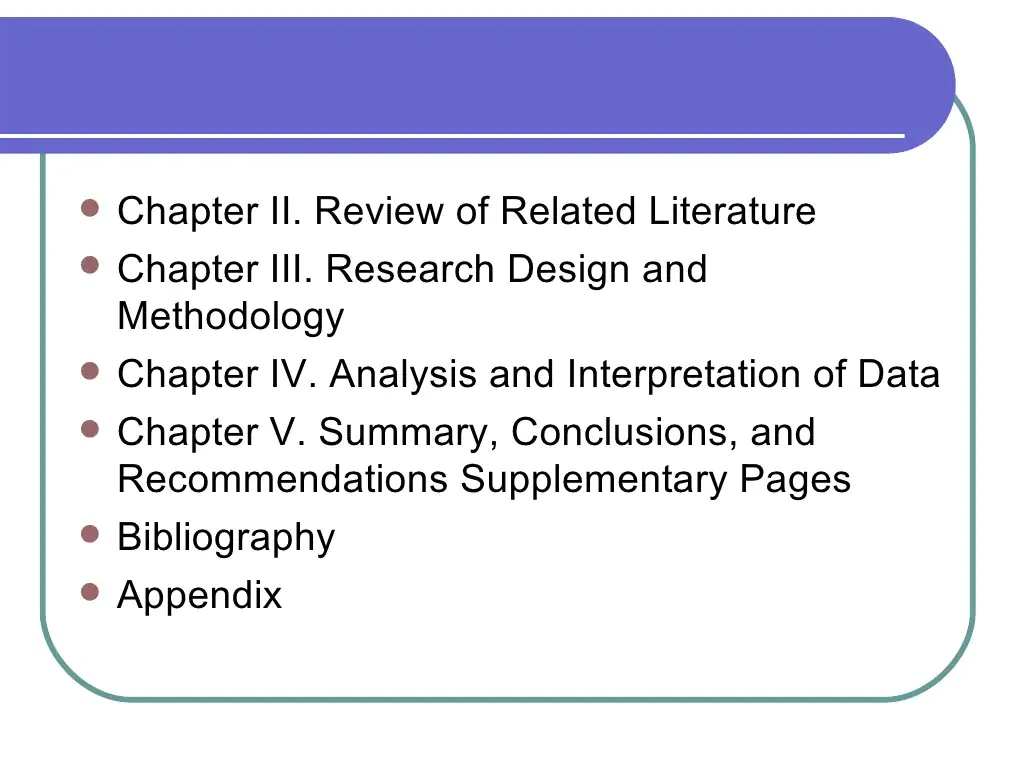 Chapter II. Review of Related Literature
Chapter III. Research Design and
Methodology
Chapter IV. Analysis and Interpretation of Data
Chapter V. Summary, Conclusions, and
Recommendations Supplementary Pages
Bibliography
Appendix